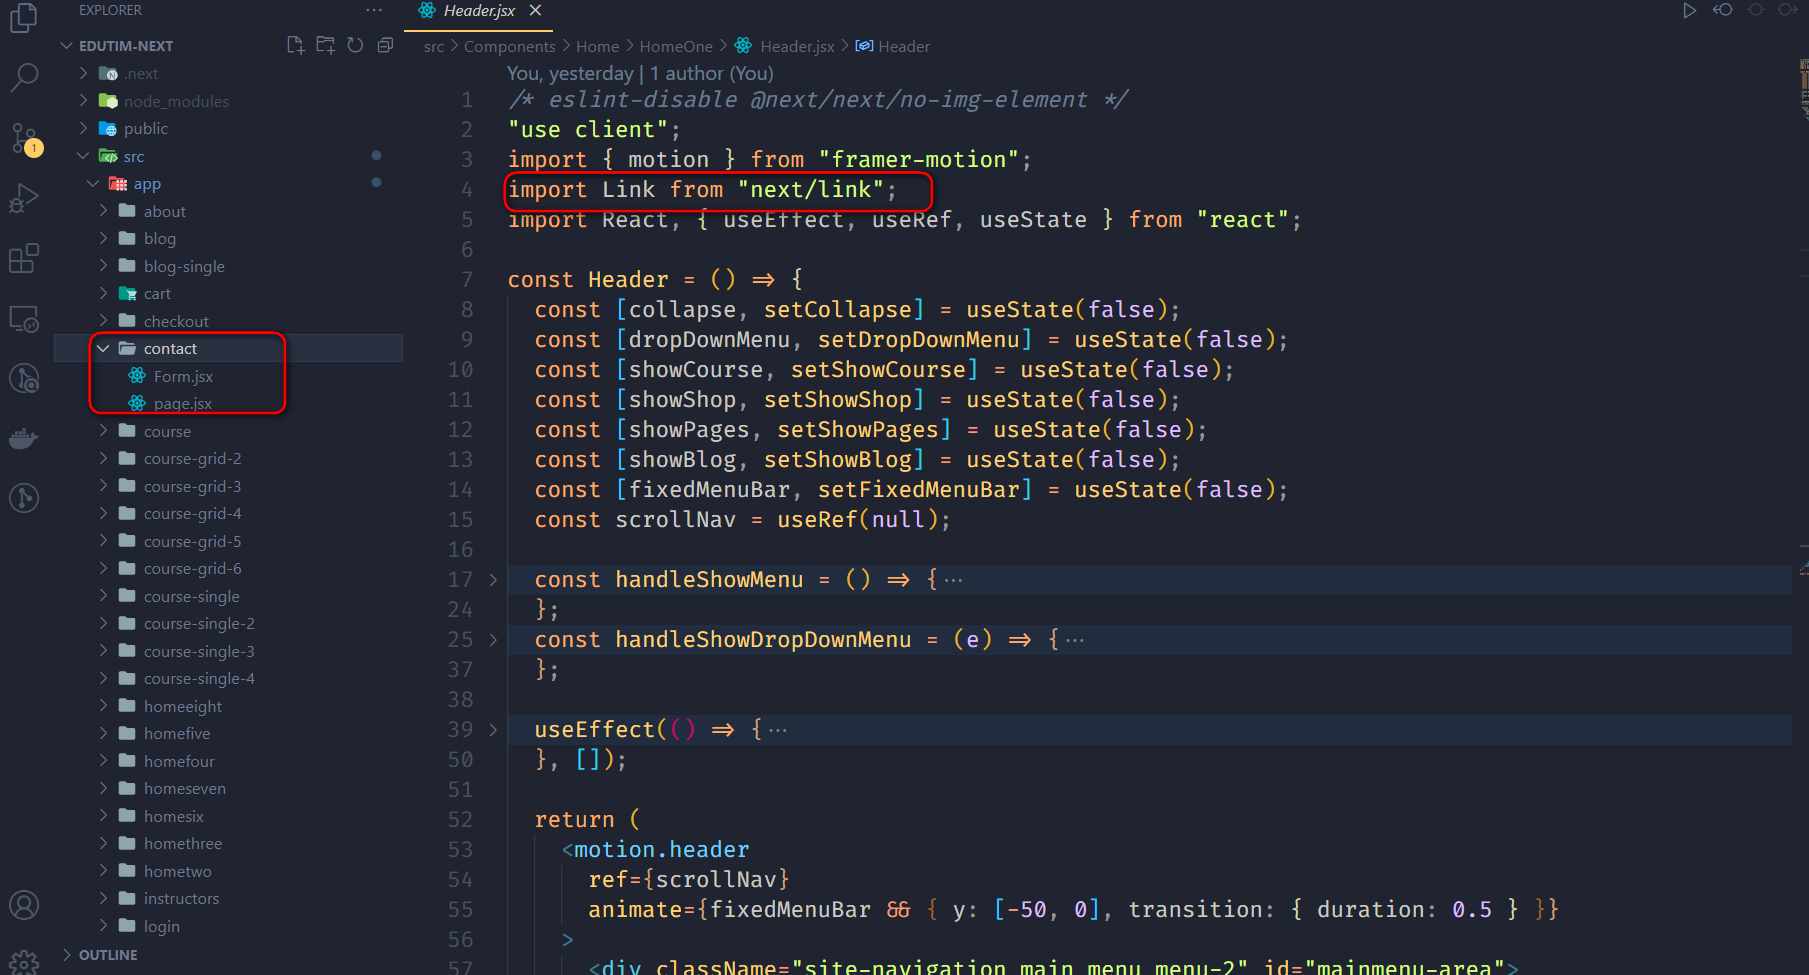 EXPLORER ...
EDUTIM-NEXT
.next
node_modules
public
src
app
about
blog
blog-single
cart
checkout
contact
Form.jsx
page.jsx
course
course-grid-2
course-grid-3
course-grid-4
course-grid-5
course-grid-6
course-single
course-single-2
course-single-3
course-single-4
homeeight
homefive
homefour
homeseven
homesix
homethree
hometwo
instructors
login
OUTLINE
1
Header.jsx
src > Components > Home > HomeOne > Header.jsx > Header
You, yesterday | 1 author (You)
1 /* eslint-disable @next/next/no-img-element */
2 "use client";
3 import { motion } from "framer-motion";
4 import Link from "next/link";
5 import React, { useEffect, useRef, useState } from "react";
6
7 const Header = () => {
8 const [collapse, setCollapse] = useState(false);
9 const [dropDownMenu, setDropDownMenu] = useState(false);
10 const [showCourse, setShowCourse] = useState(false);
11 const [showShop, setShowShop] = useState(false);
12 const [showPages, setShowPages] = useState(false);
13 const [showBlog, setShowBlog] = useState(false);
14 const [fixedMenuBar, setFixedMenuBar] = useState(false);
15 const scrollNav = useRef(null);
16
17 > const handleShowMenu = () => {...
24 };
25 > const handleShowDropDownMenu = (e) => {...
37 };
38
39 > useEffect(() => {...
50 }, []);
51
52 return (
53 <motion.header
54 ref={scrollNav}
55 animate={fixedMenuBar && { y: [-50, 0], transition: { duration: 0.5 } }}
56 >
57 <div className="site-navigation main_menu menu-2" id="mainmenu-area">